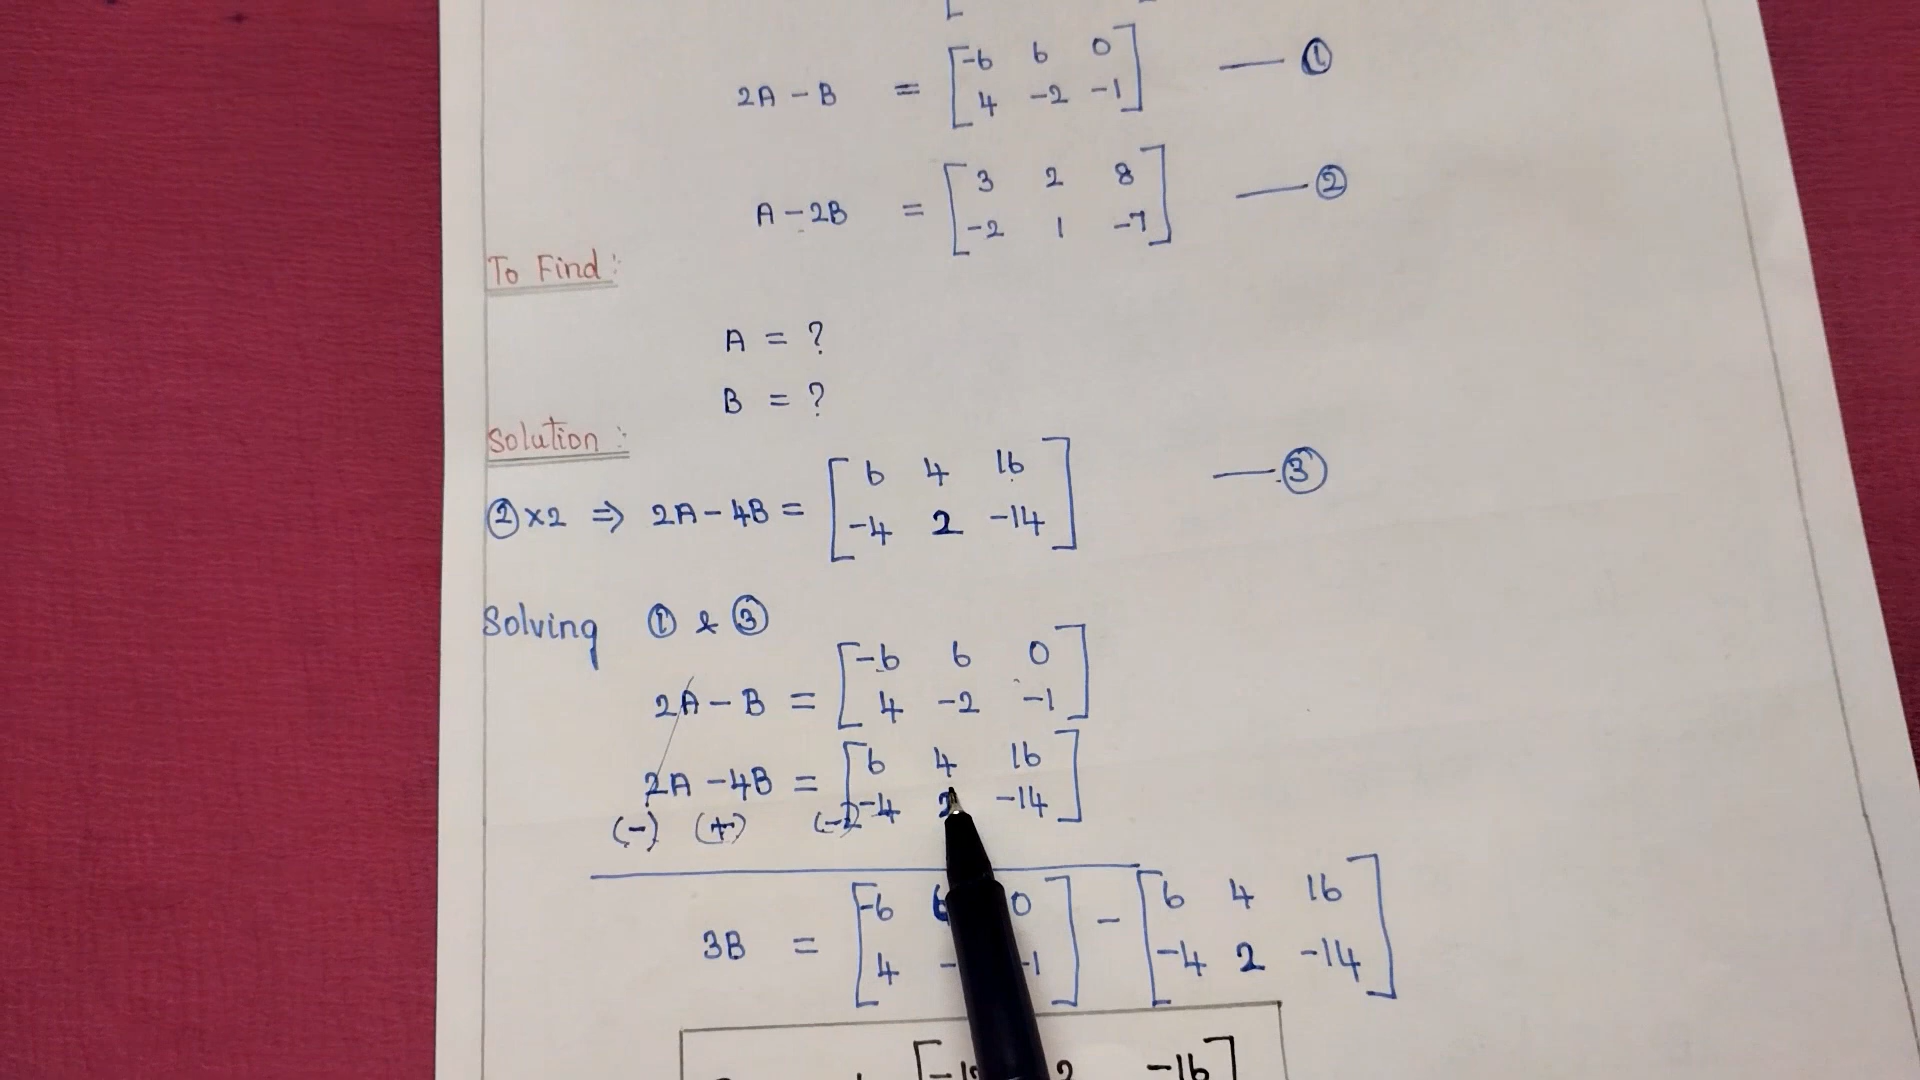 2A - B = [-6 6 0 — ①
4 -2 -1]
A - 2B = [3 2 8 — ②
-2 1 -7]
To Find:
A = ?
B = ?
Solution:
②×2 ⇒ 2A - 4B = [6 4 16 — ③
-4 2 -14]
Solving ① & ③
2A - B = [-6 6 0
4 -2 -1]
2A - 4B = [6 4 16
-4 2 -14]
(-) (+) (-)
3B = [-6 6 0] - [6 4 16
4 - -1] -4 2 -14]
2 -16]